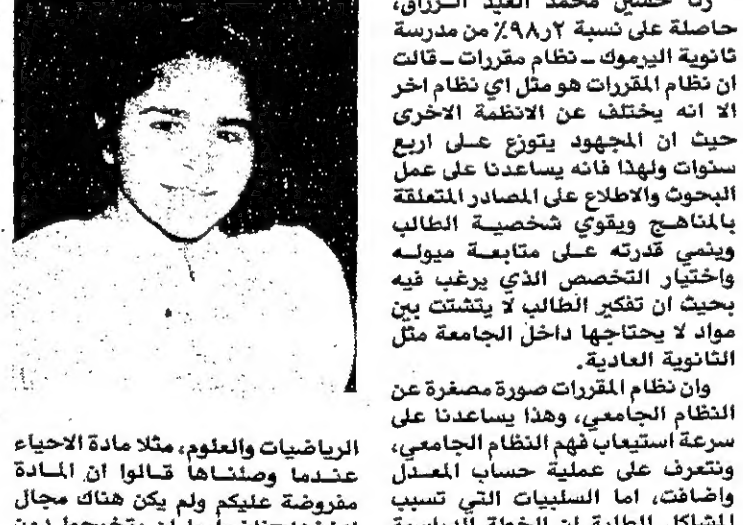 رنا حسين محمد العبد الرزاق،
حاصلة على نسبة ٩٨٫٢٪ من مدرسة
ثانوية اليرموك ـ نظام مقررات ـ قالت
ان نظام المقررات هو مثل اي نظام اخر
الا انه يختلف عن الانظمة الاخرى
حيث ان المجهود يتوزع على اربع
سنوات ولهذا فانه يساعدنا على عمل
البحوث والاطلاع على المصادر المتعلقة
بالمناهج ويقوي شخصية الطالب
وينمي قدرته على متابعة ميوله
واختيار التخصص الذي يرغب فيه
بحيث ان تفكير الطالب لا يتشتت بين
مواد لا يحتاجها داخل الجامعة مثل
الثانوية العادية.
وان نظام المقررات صورة مصغرة عن
النظام الجامعي، وهذا يساعدنا على
سرعة استيعاب فهم النظام الجامعي،
ونتعرف على عملية حساب المعدل
واضافت، اما السلبيات التي تسبب
المشاكل
الرياضيات والعلوم، مثلا مادة الاحياء
عندما وصلناها قالوا ان المادة
مفروضة عليكم ولم يكن هناك مجال